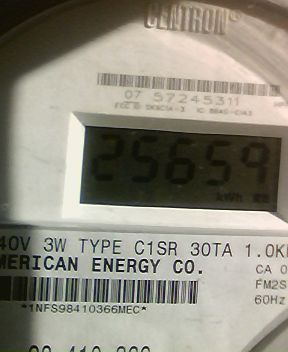 CENTRON®
07 57245311
25659
kWh
40V 3W TYPE C1SR 30TA 1.0K
MERICAN ENERGY CO.
CA 0
FM2S
60Hz
*1NFS98410366MEC*